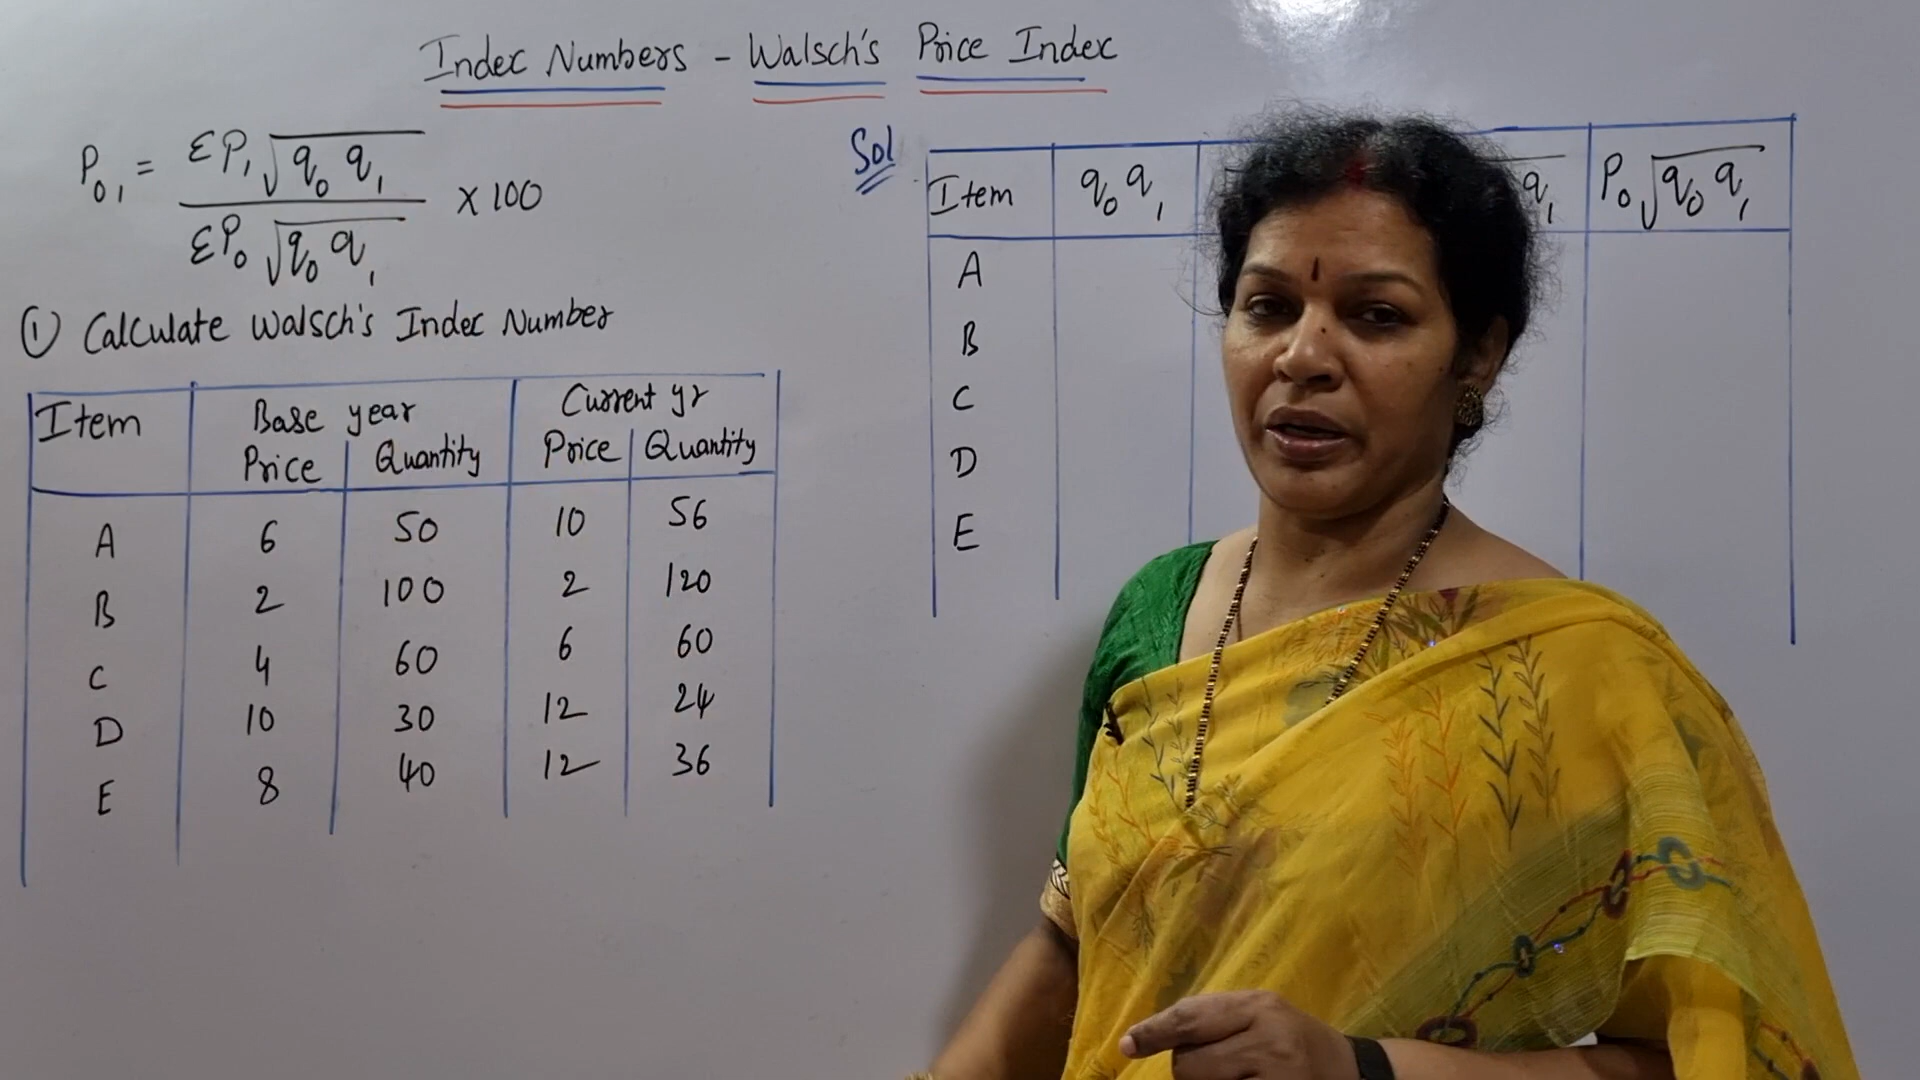 Index Numbers - Walsch's Price Index
P₀₁ = ΣP₁√q₀q₁ / ΣP₀√q₀q₁ × 100
① Calculate Walsch's Index Number
Item Base year Current yr
Price Quantity Price Quantity
A 6 50 10 56
B 2 100 2 120
C 4 60 6 60
D 10 30 12 24
E 8 40 12 36
Sol
Item q₀q₁ q₁ P₀√q₀q₁
A
B
C
D
E